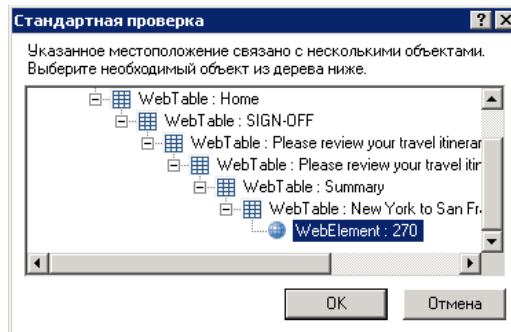 Стандартная проверка
Указанное местоположение связано с несколькими объектами.
Выберите необходимый объект из дерева ниже.
WebTable : Home
WebTable : SIGN-OFF
WebTable : Please review your travel itinerar
WebTable : Please review your travel itir
WebTable : Summary
WebTable : New York to San Fr
WebElement : 270
OK
Отмена